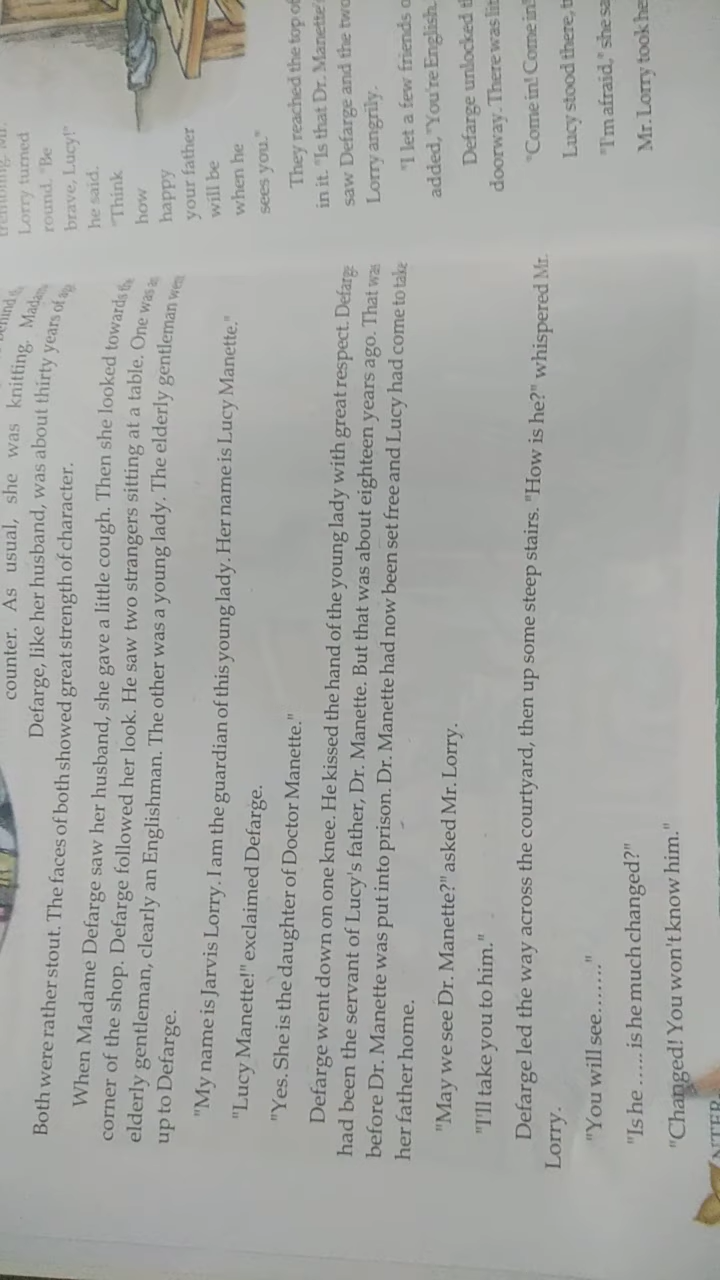 counter. As usual, she was knitting.
Defarge, like her husband, was about thirty years of
Both were rather stout. The faces of both showed great strength of character.
When Madame Defarge saw her husband, she gave a little cough. Then she looked towards
corner of the shop. Defarge followed her look. He saw two strangers sitting at a table. One was
elderly gentleman, clearly an Englishman. The other was a young lady. The elderly gentleman
up to Defarge.
"My name is Jarvis Lorry. I am the guardian of this young lady. Her name is Lucy Manette."
"Lucy Manette!" exclaimed Defarge.
"Yes. She is the daughter of Doctor Manette."
Defarge went down on one knee. He kissed the hand of the young lady with great respect. Defarge
had been the servant of Lucy's father, Dr. Manette. But that was about eighteen years ago. That was
before Dr. Manette was put into prison. Dr. Manette had now been set free and Lucy had come to take
her father home.
"May we see Dr. Manette?" asked Mr. Lorry.
"I'll take you to him."
Defarge led the way across the courtyard, then up some steep stairs. "How is he?" whispered Mr.
Lorry.
"You will see......."
"Is he ..... is he much changed?"
"Changed! You won't know him."
Lorry turned
round. "Be
brave, Lucy!"
he said.
"Think
how
happy
your father
will be
when he
sees you."
They reached the top of
in it. "Is that Dr. Manette's
saw Defarge and the two
Lorry angrily.
"I let a few friends
added, "You're English.
Defarge unlocked
doorway. There was
"Come in! Come in!
Lucy stood there,
"I'm afraid," she
Mr. Lorry took